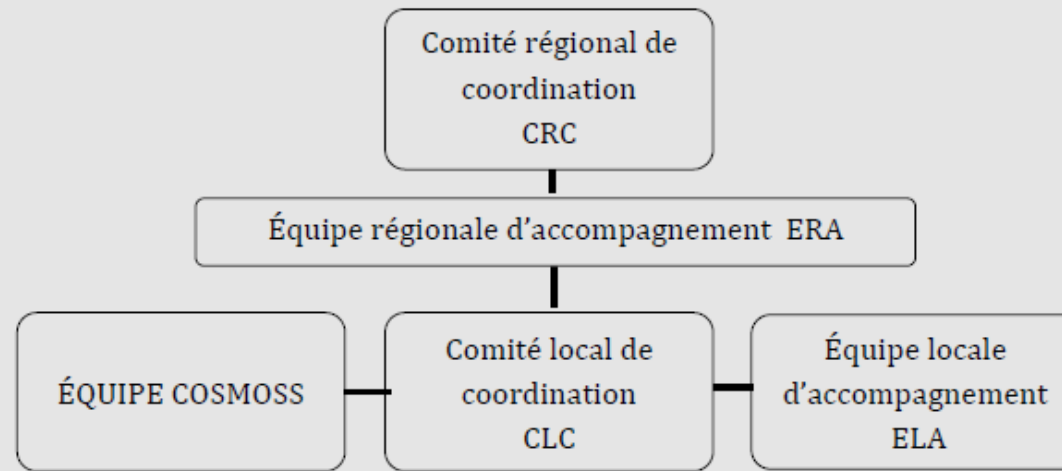 Comité régional de
coordination
CRC
Équipe régionale d'accompagnement ERA
ÉQUIPE COSMOSS
Comité local de
coordination
CLC
Équipe locale
d'accompagnement
ELA